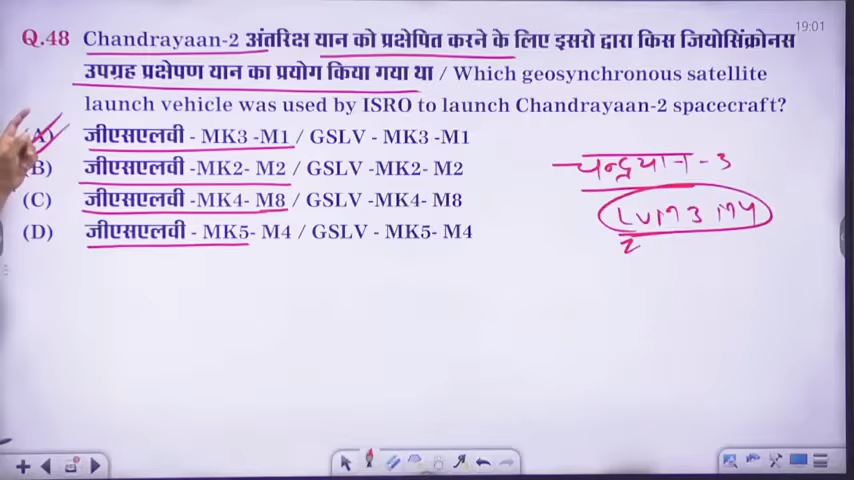 19:01
Q.48 Chandrayaan-2 अंतरिक्ष यान को प्रक्षेपित करने के लिए इसरो द्वारा किस जियोसिंक्रोनस
उपग्रह प्रक्षेपण यान का प्रयोग किया गया था / Which geosynchronous satellite
launch vehicle was used by ISRO to launch Chandrayaan-2 spacecraft?
(A) जीएसएलवी - MK3 -M1 / GSLV - MK3 -M1
(B) जीएसएलवी - MK2- M2 / GSLV -MK2- M2
(C) जीएसएलवी - MK4- M8 / GSLV -MK4- M8
(D) जीएसएलवी - MK5- M4 / GSLV - MK5- M4
चन्द्रयान - 3
LVM3 M4